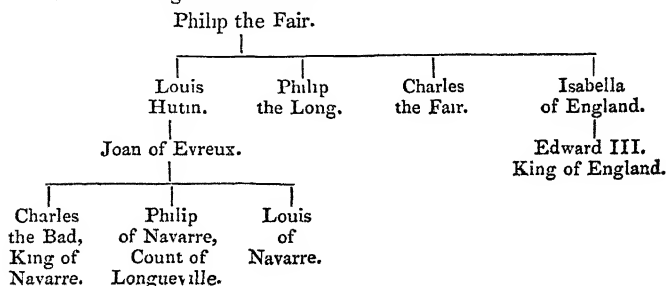 Philip the Fair.
Louis Hutin.
Philip the Long.
Charles the Fair.
Isabella of England.
Joan of Evreux.
Edward III. King of England.
Charles the Bad, King of Navarre.
Philip of Navarre, Count of Longueville.
Louis of Navarre.